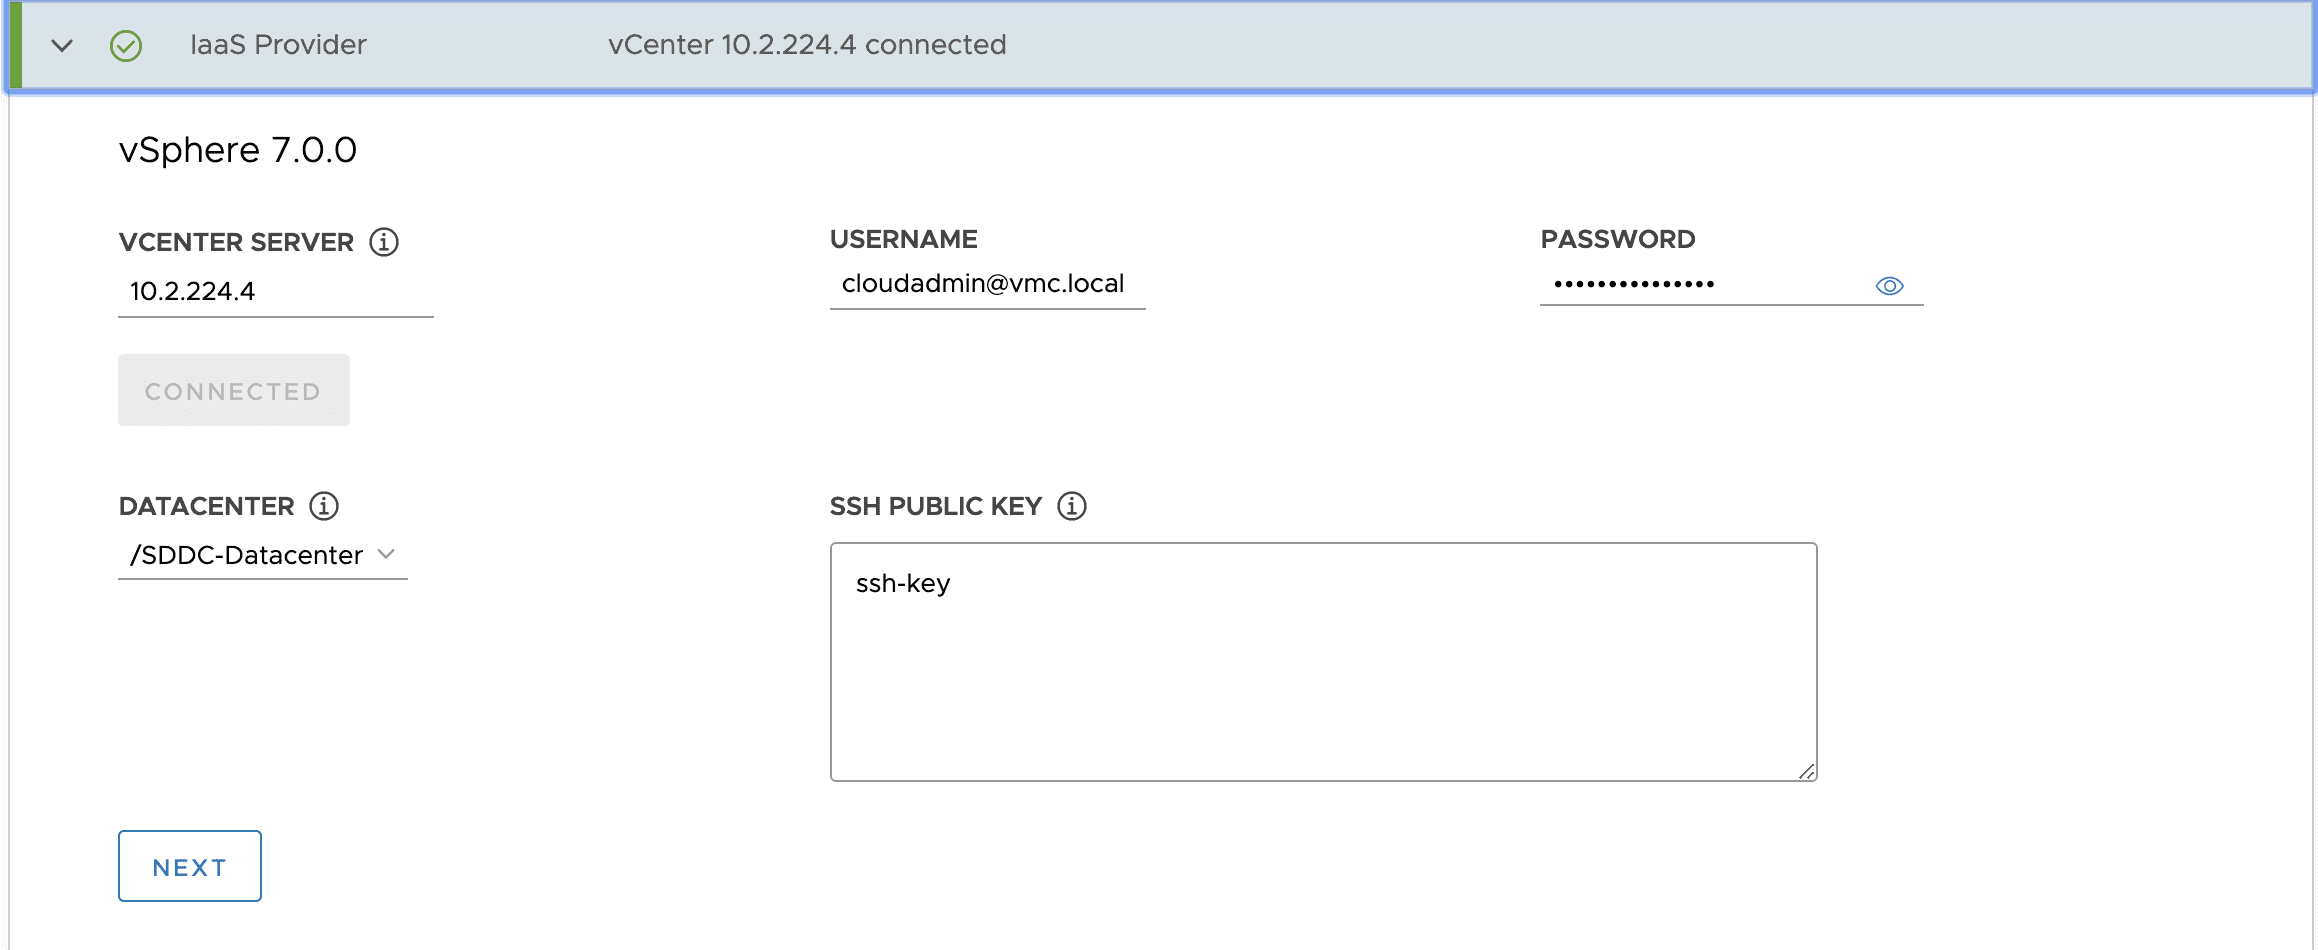 IaaS Provider vCenter 10.2.224.4 connected
vSphere 7.0.0
VCENTER SERVER USERNAME PASSWORD
10.2.224.4 cloudadmin@vmc.local •••••••••••••••
CONNECTED
DATACENTER SSH PUBLIC KEY
/SDDC-Datacenter
ssh-key
NEXT